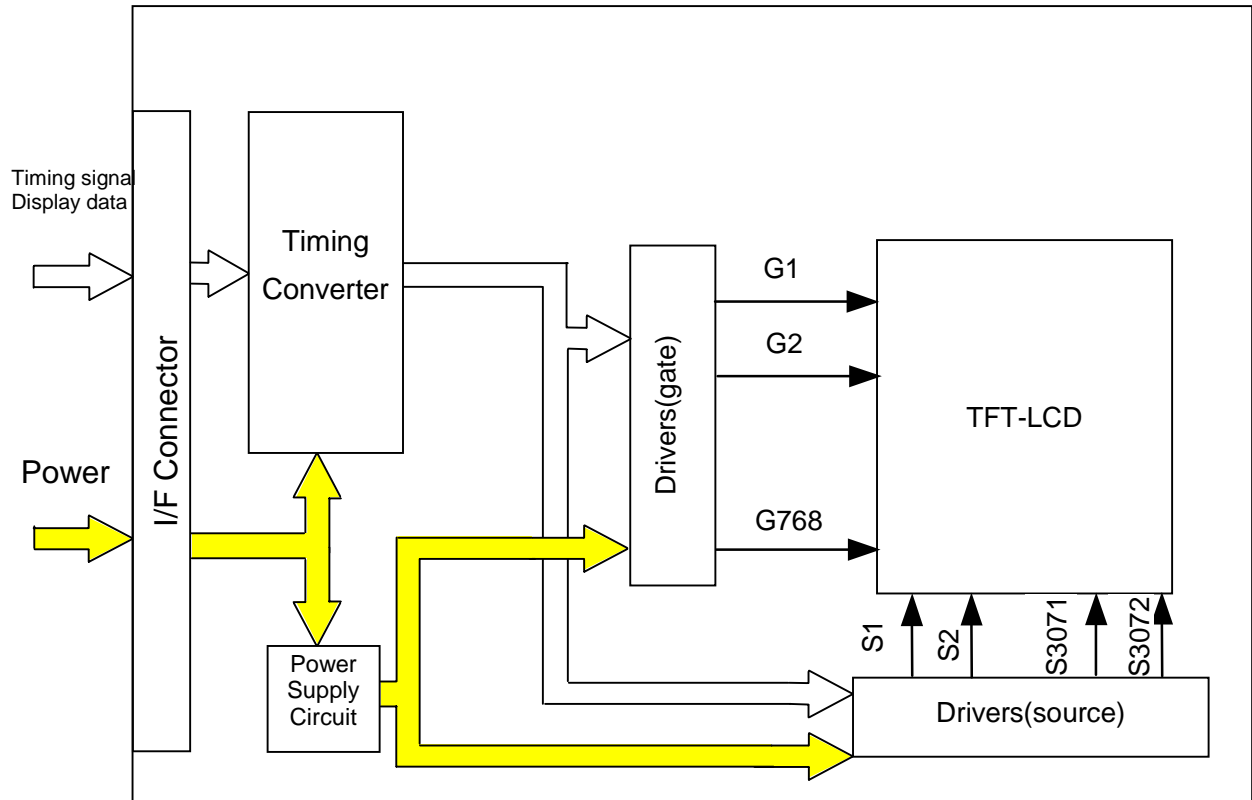 Timing signal
Display data
Power
I/F Connector
Timing
Converter
Power
Supply
Circuit
Drivers(gate)
G1
G2
G768
TFT-LCD
S1
S2
S3071
S3072
Drivers(source)